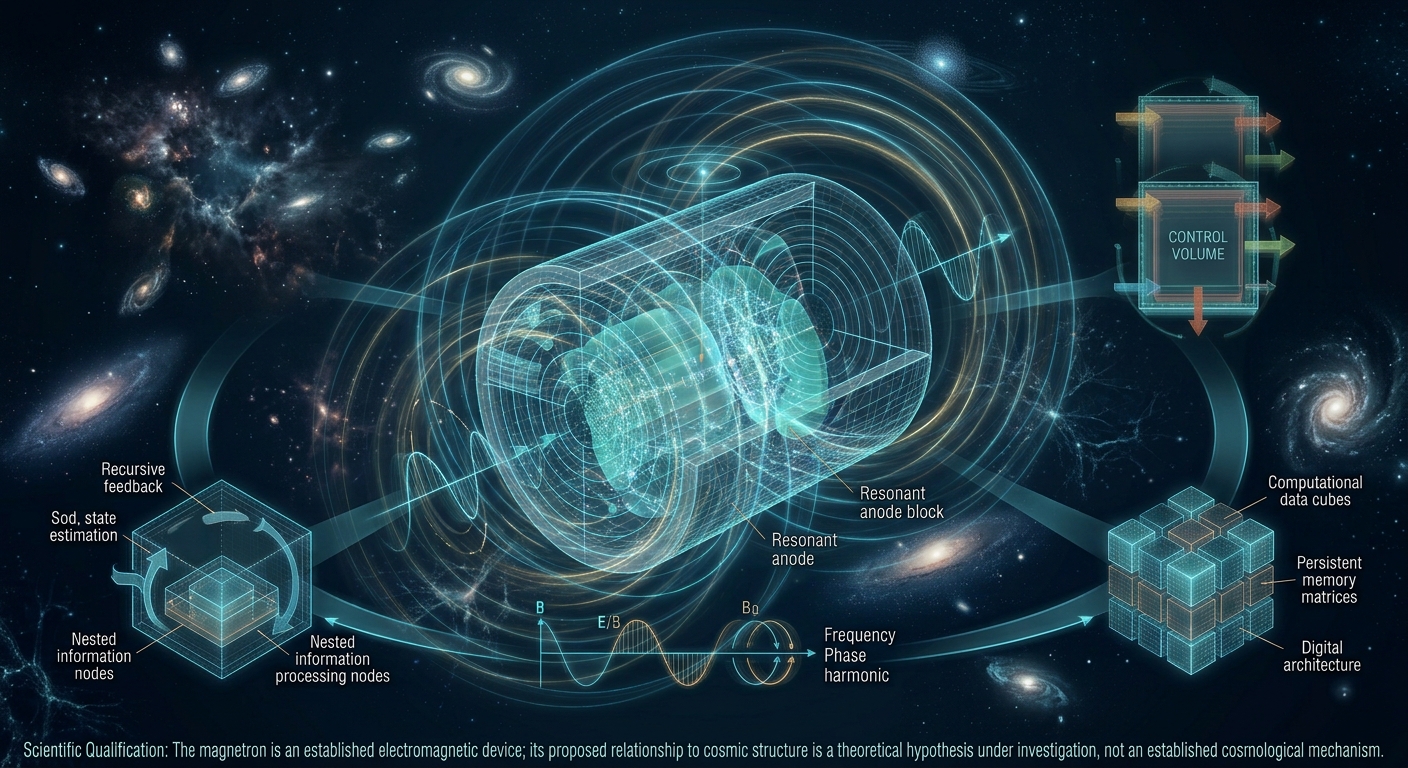 CONTROL
VOLUME
Recursive
feedback
Sod, state
estimation
Nested
information
nodes
Nested
information
processing nodes
Resonant
anode block
Resonant
anode
B
E/B
BΩ
Frequency
Phase
harmonic
Computational
data cubes
Persistent
memory
matrices
Digital
architecture
Scientific Qualification: The magnetron is an established electromagnetic device; its proposed relationship to cosmic structure is a theoretical hypothesis under investigation, not an established cosmological mechanism.